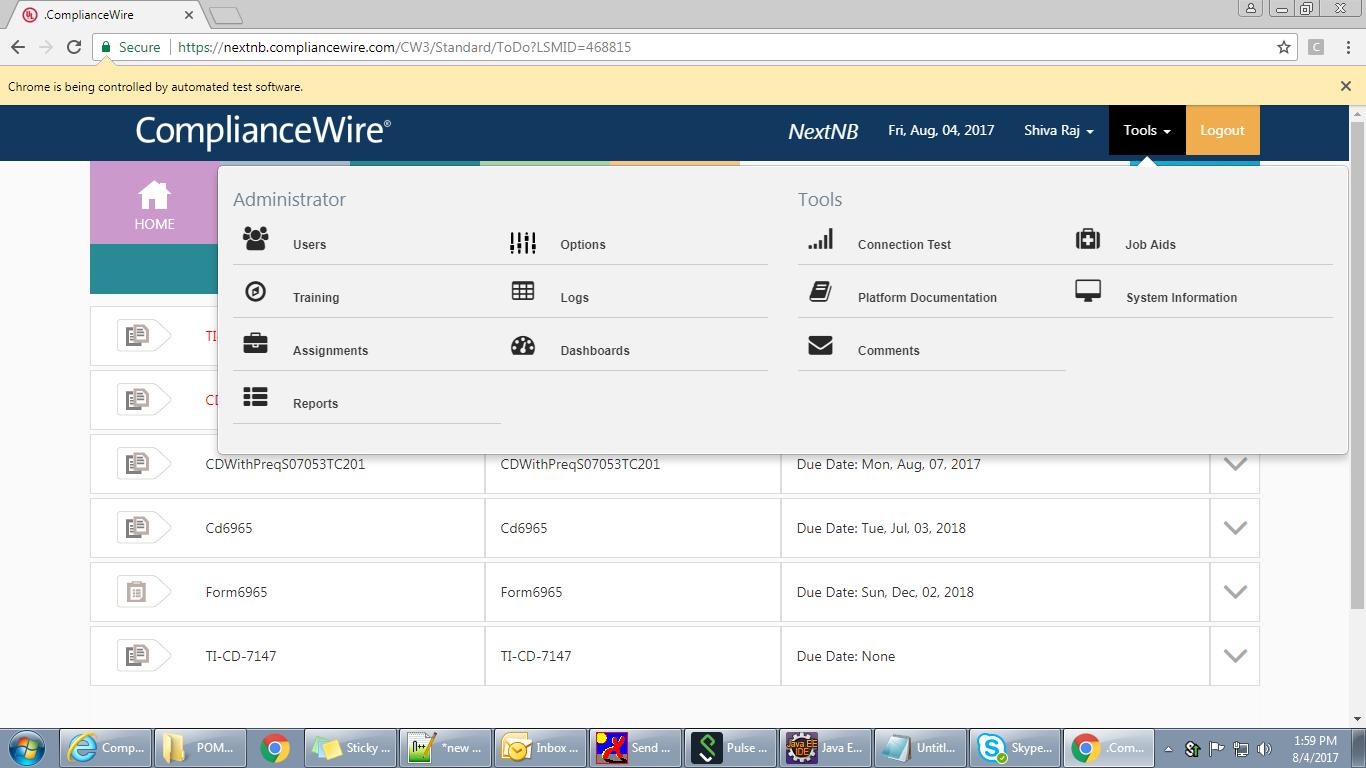 .ComplianceWire
Secure
https://nextnb.compliancewire.com/CW3/Standard/ToDo?LSMID=468815
C
Chrome is being controlled by automated test software.
ComplianceWire®
NextNB
Fri, Aug, 04, 2017
Shiva Raj
Tools
Logout
HOME
Administrator
Tools
Users
Options
Connection Test
Job Aids
Training
Logs
Platform Documentation
System Information
Assignments
Dashboards
Comments
Reports
TI
CD
CDWithPreqS07053TC201
CDWithPreqS07053TC201
Due Date: Mon, Aug, 07, 2017
Cd6965
Cd6965
Due Date: Tue, Jul, 03, 2018
Form6965
Form6965
Due Date: Sun, Dec, 02, 2018
TI-CD-7147
TI-CD-7147
Due Date: None
Comp...
POM...
Sticky ...
*new ...
Inbox ...
Send ...
Pulse ...
Java E...
Untitl...
Skype...
.Com...
1:59 PM
8/4/2017